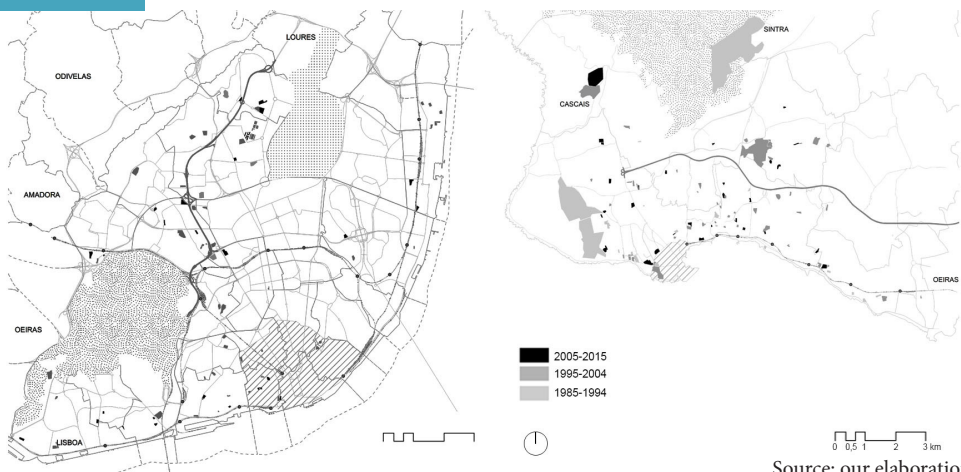 LOURES
ODIVELAS
AMADORA
OEIRAS
LISBOA
SINTRA
CASCAIS
OEIRAS
2005-2015
1995-2004
1985-1994
0 0,5 1 2 3 km
Source: our elaboratio